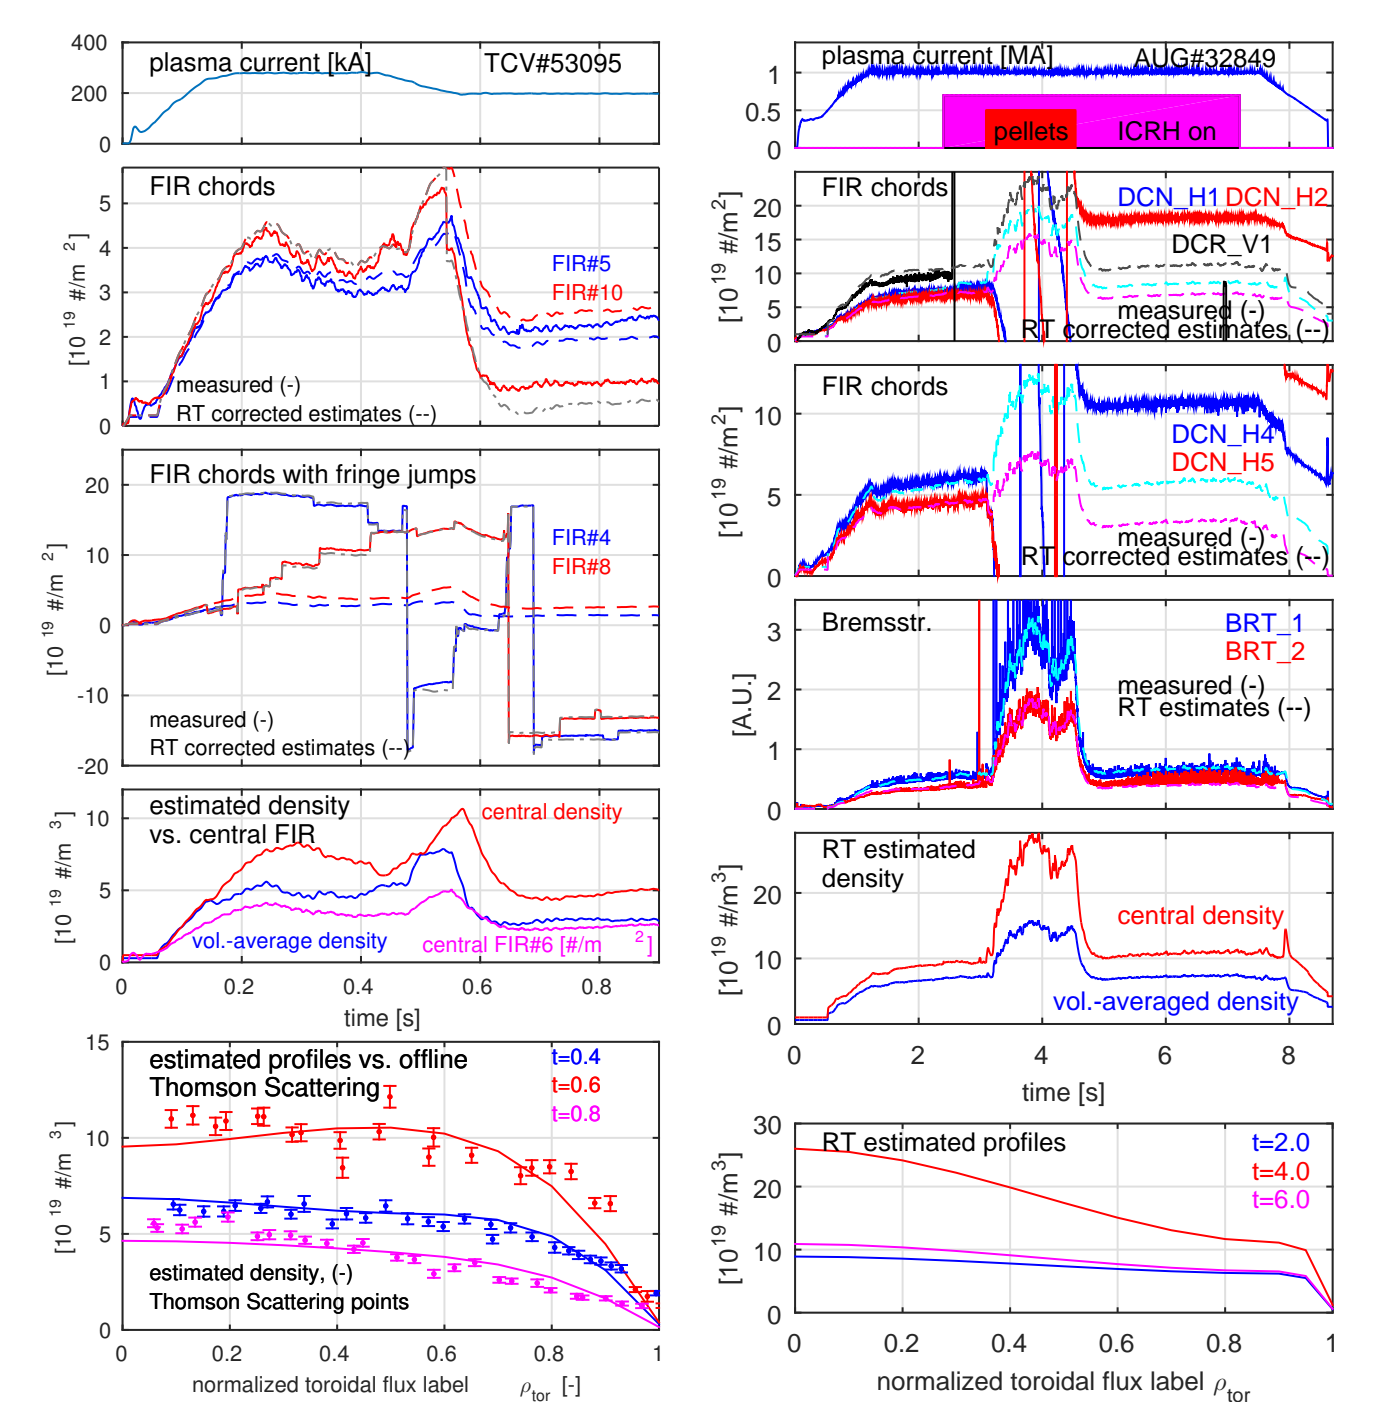 plasma current [kA]
TCV#53095
400
200
0
FIR chords
FIR#5
FIR#10
measured (-)
RT corrected estimates (--)
[10 19 #/m 2]
5
4
3
2
1
0
FIR chords with fringe jumps
FIR#4
FIR#8
measured (-)
RT corrected estimates (--)
[10 19 #/m 2]
20
10
0
-10
-20
estimated density
vs. central FIR
central density
vol.-average density
central FIR#6 [#/m 2]
[10 19 #/m 3]
10
5
0
0 0.2 0.4 0.6 0.8
time [s]
estimated profiles vs. offline
Thomson Scattering
t=0.4
t=0.6
t=0.8
estimated density, (-)
Thomson Scattering points
[10 19 #/m 3]
15
10
5
0
0 0.2 0.4 0.6 0.8 1
normalized toroidal flux label ρtor [-]
plasma current [MA]
AUG#32849
pellets
ICRH on
1
0.5
0
FIR chords
DCN_H1 DCN_H2
DCR_V1
measured (-)
RT corrected estimates (--)
[10 19 #/m2]
20
15
10
5
0
FIR chords
DCN_H4
DCN_H5
measured (-)
RT corrected estimates (--)
[10 19 #/m2]
10
5
0
Bremsstr.
BRT_1
BRT_2
measured (-)
RT estimates (--)
[A.U.]
3
2
1
0
RT estimated
density
central density
vol.-averaged density
[10 19 #/m3]
20
10
0
0 2 4 6 8
time [s]
RT estimated profiles
t=2.0
t=4.0
t=6.0
[10 19 #/m3]
30
20
10
0
0 0.2 0.4 0.6 0.8 1
normalized toroidal flux label ρtor